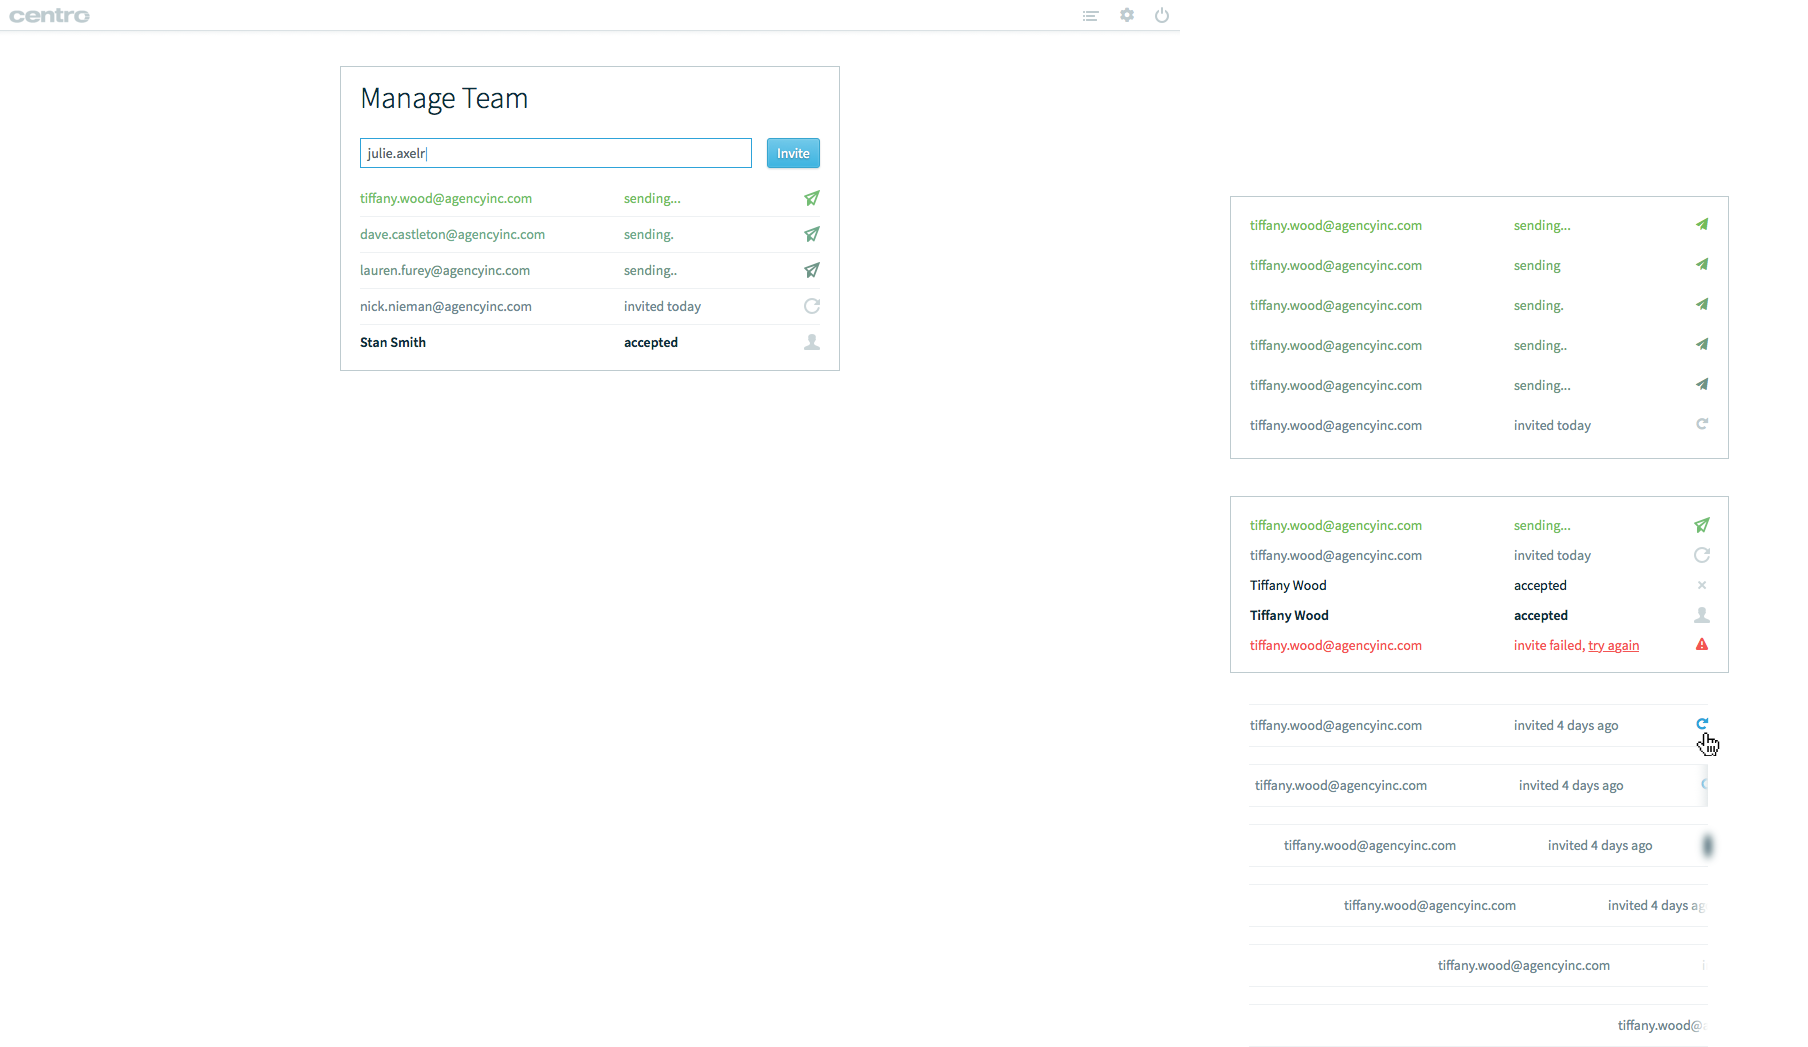 centro
Manage Team
julie.axelr
Invite
tiffany.wood@agencyinc.com sending...
dave.castleton@agencyinc.com sending.
lauren.furey@agencyinc.com sending..
nick.nieman@agencyinc.com invited today
Stan Smith accepted
tiffany.wood@agencyinc.com sending...
tiffany.wood@agencyinc.com sending
tiffany.wood@agencyinc.com sending.
tiffany.wood@agencyinc.com sending..
tiffany.wood@agencyinc.com sending...
tiffany.wood@agencyinc.com invited today
tiffany.wood@agencyinc.com sending...
tiffany.wood@agencyinc.com invited today
Tiffany Wood accepted
Tiffany Wood accepted
tiffany.wood@agencyinc.com invite failed, try again
tiffany.wood@agencyinc.com invited 4 days ago
tiffany.wood@agencyinc.com invited 4 days ago
tiffany.wood@agencyinc.com invited 4 days ago
tiffany.wood@agencyinc.com invited 4 days ag
tiffany.wood@agencyinc.com
tiffany.wood@